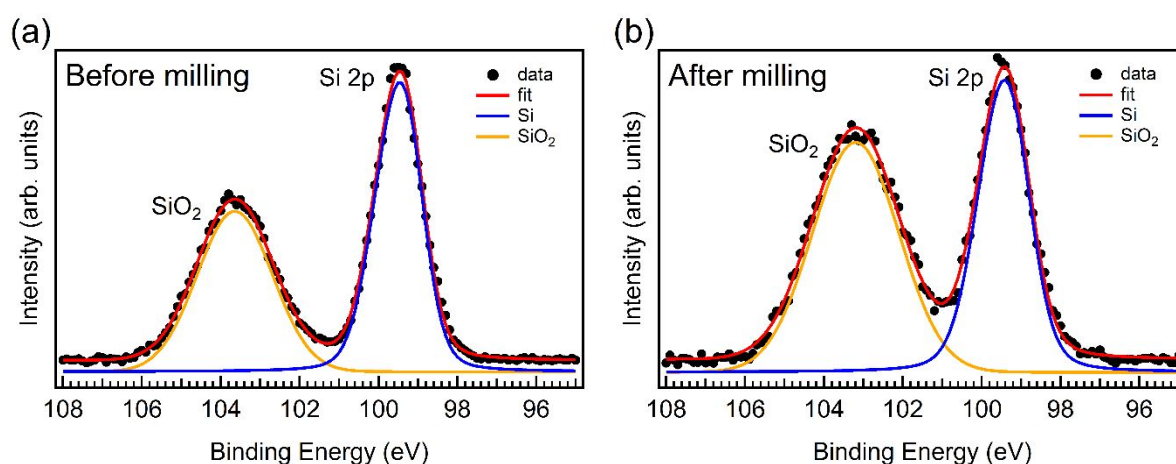 (a)
Before milling
Si 2p
data
fit
Si
SiO₂
SiO₂
Intensity (arb. units)
108 106 104 102 100 98 96
Binding Energy (eV)
(b)
After milling
Si 2p
data
fit
Si
SiO₂
SiO₂
Intensity (arb. units)
108 106 104 102 100 98 96
Binding Energy (eV)